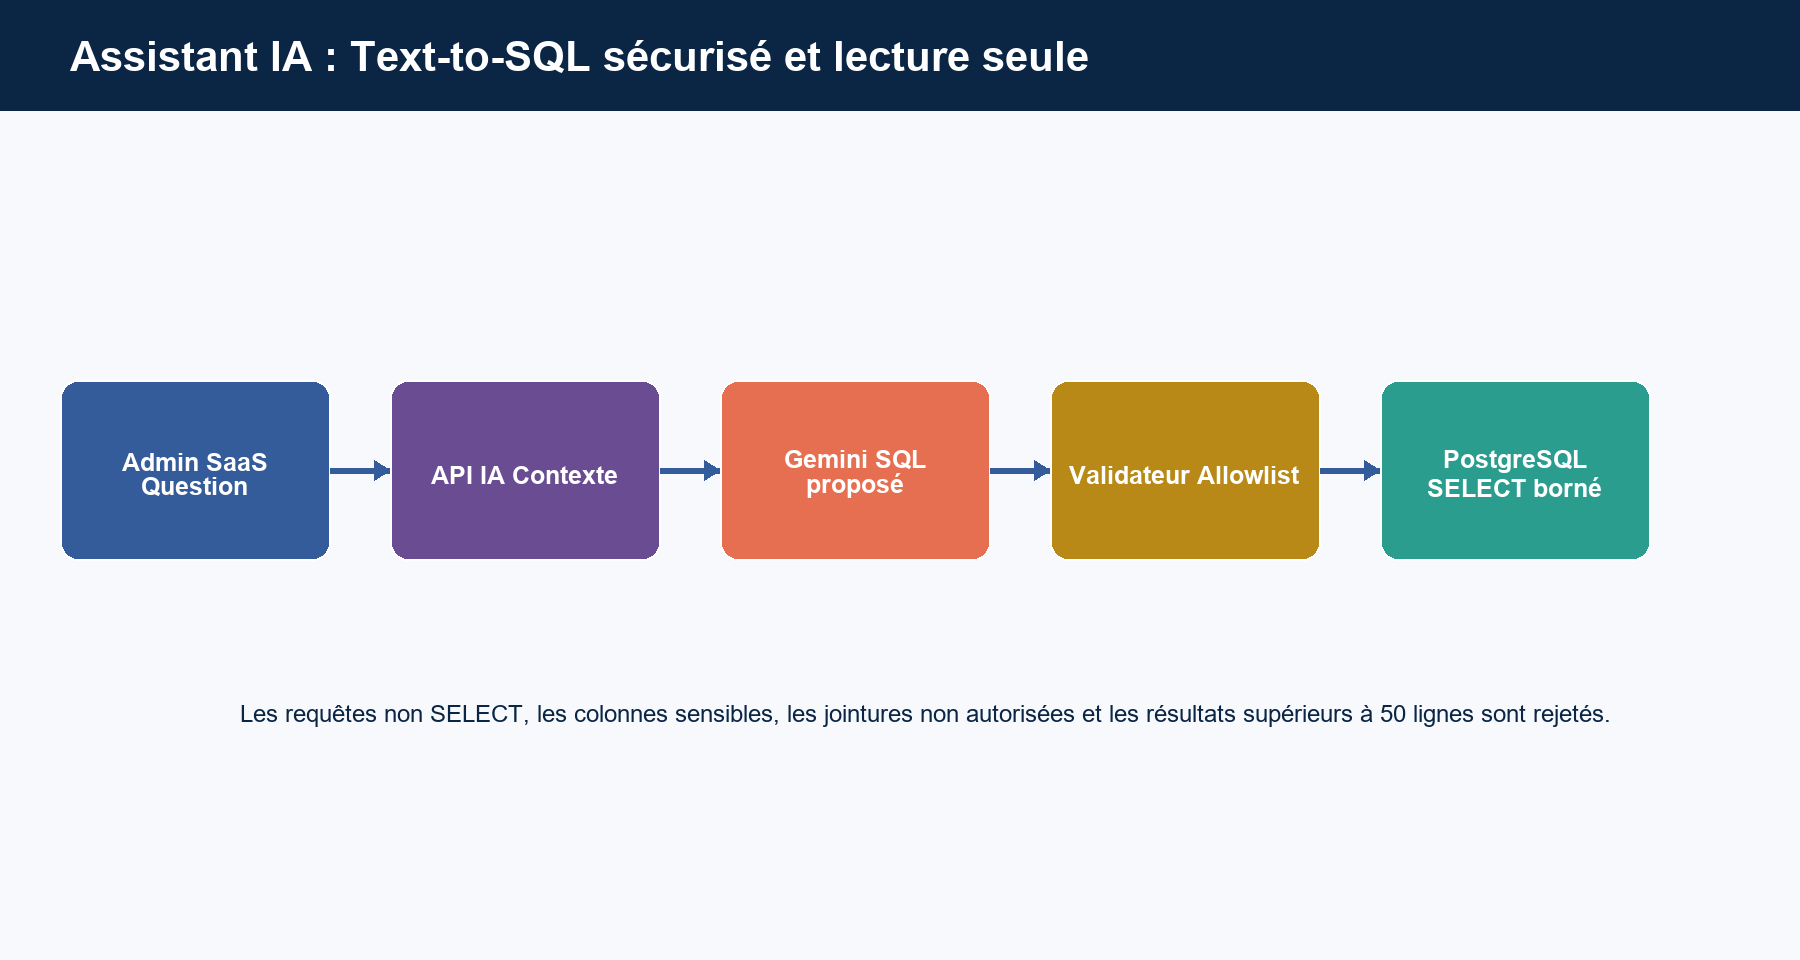 Assistant IA : Text-to-SQL sécurisé et lecture seule
Admin SaaS
Question
API IA Contexte
Gemini SQL
proposé
Validateur Allowlist
PostgreSQL
SELECT borné
Les requêtes non SELECT, les colonnes sensibles, les jointures non autorisées et les résultats supérieurs à 50 lignes sont rejetés.